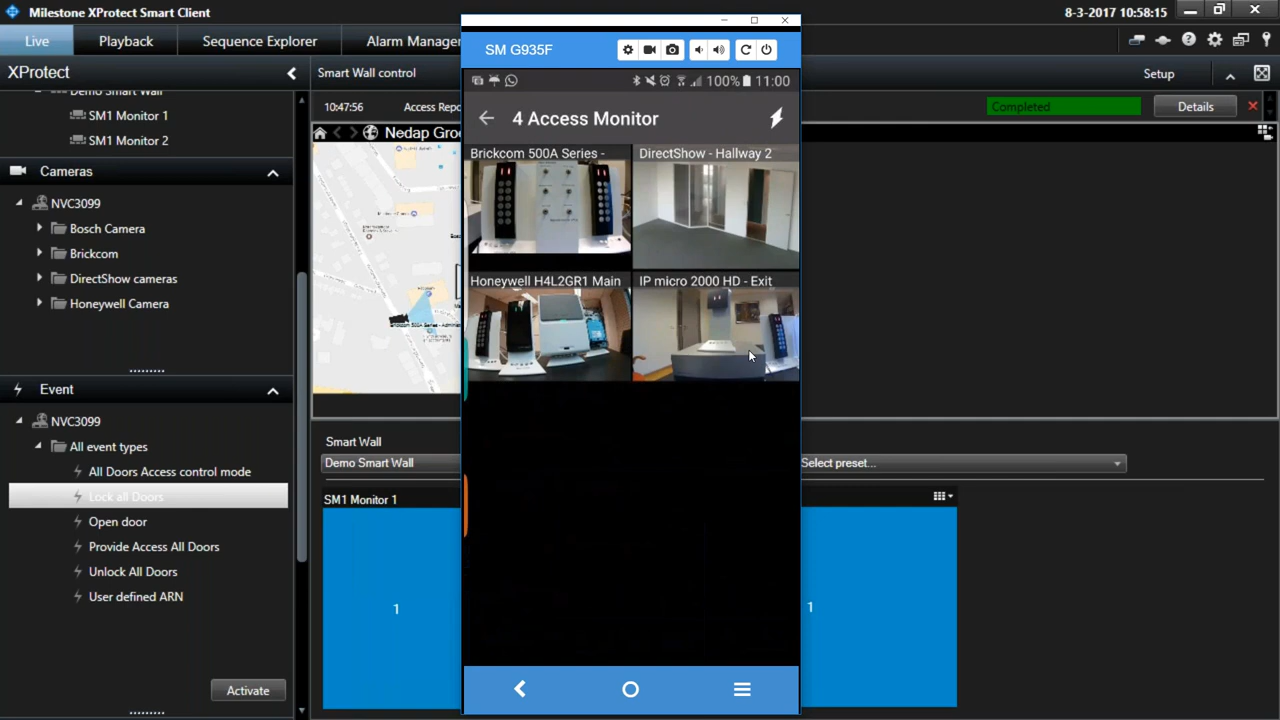 Milestone XProtect Smart Client
8-3-2017 10:58:15
Live
Playback
Sequence Explorer
Alarm Manager
XProtect
Smart Wall control
Setup
Demo Smart Wall
SM1 Monitor 1
SM1 Monitor 2
10:47:56
Access Repo
Completed
Details
Nedap Groe
Cameras
NVC3099
Bosch Camera
Brickcom
DirectShow cameras
Honeywell Camera
Event
NVC3099
All event types
All Doors Access control mode
Lock all Doors
Open door
Provide Access All Doors
Unlock All Doors
User defined ARN
Activate
Smart Wall
Demo Smart Wall
Select preset...
SM1 Monitor 1
1
1
SM G935F
100% 11:00
4 Access Monitor
Brickcom 500A Series -
DirectShow - Hallway 2
Honeywell H4L2GR1 Main
IP micro 2000 HD - Exit